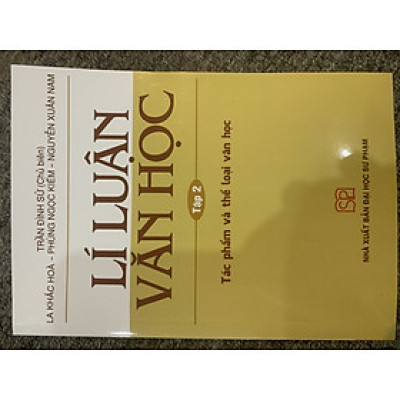 TRẦN ĐÌNH SỬ (Chủ biên)
LA KHẮC HOÀ – PHÙNG NGỌC KIẾM – NGUYỄN XUÂN NAM
LÍ LUẬN
VĂN HỌC
Tập 2
Tác phẩm và thể loại văn học
NHÀ XUẤT BẢN ĐẠI HỌC SƯ PHẠM